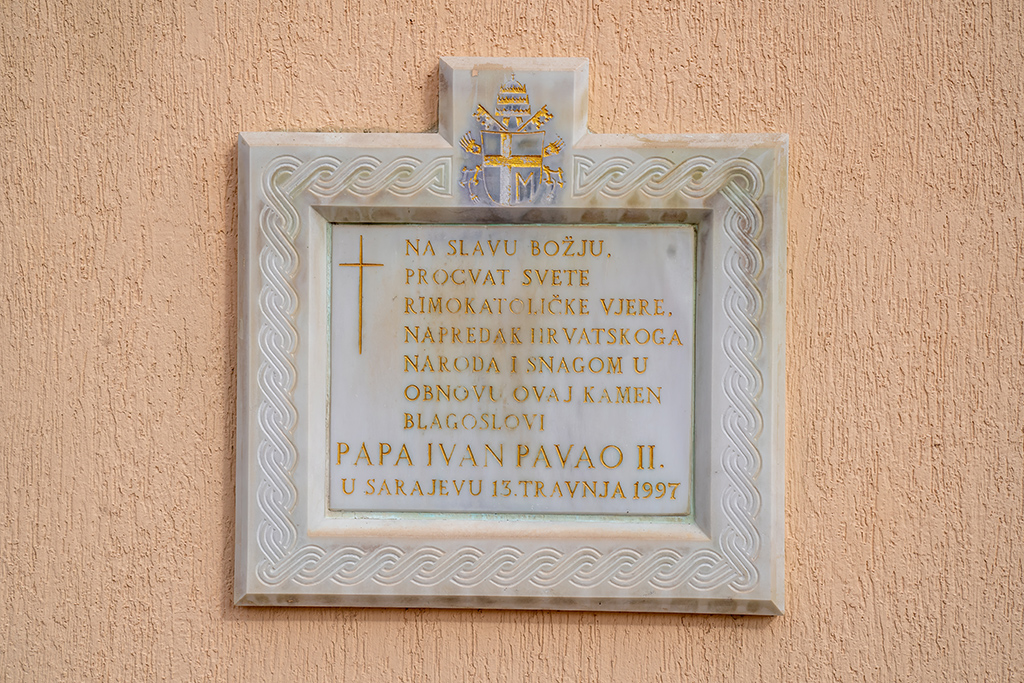 M
NA SLAVU BOŽJU,
PROCVAT SVETE
RIMOKATOLIČKE VJERE,
NAPREDAK HRVATSKOGA
NARODA I SNAGOM U
OBNOVU OVAJ KAMEN
BLAGOSLOVI
PAPA IVAN PAVAO II.
U SARAJEVU 13.TRAVNJA 1997